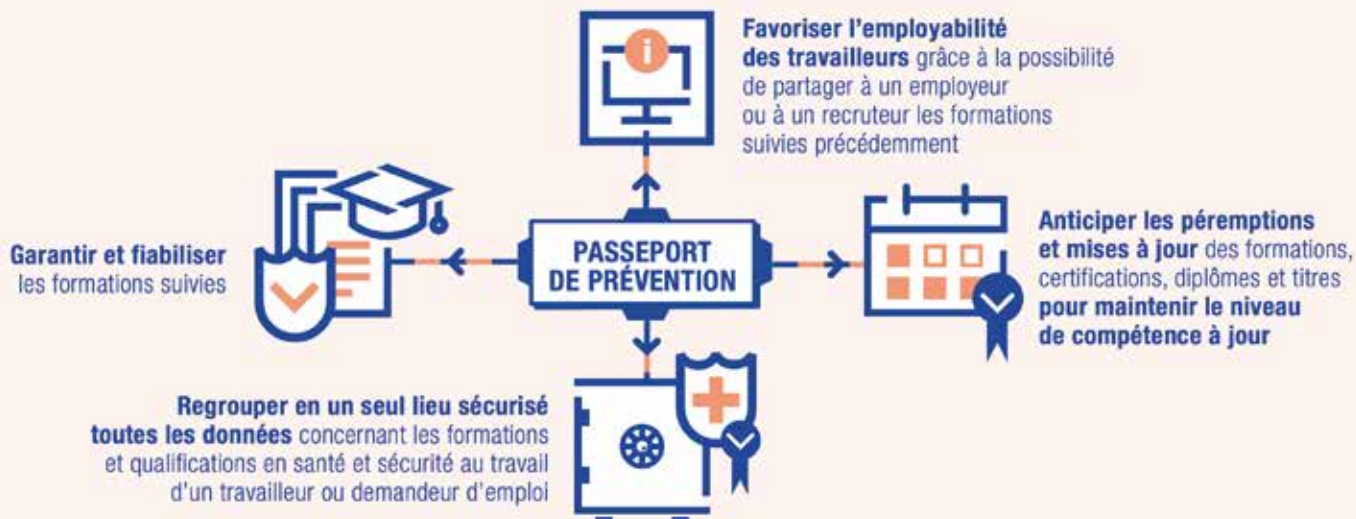 Favoriser l'employabilité
des travailleurs grâce à la possibilité
de partager à un employeur
ou à un recruteur les formations
suivies précédemment
Garantir et fiabiliser
les formations suivies
PASSEPORT
DE PRÉVENTION
Anticiper les péremptions
et mises à jour des formations,
certifications, diplômes et titres
pour maintenir le niveau
de compétence à jour
Regrouper en un seul lieu sécurisé
toutes les données concernant les formations
et qualifications en santé et sécurité au travail
d'un travailleur ou demandeur d'emploi